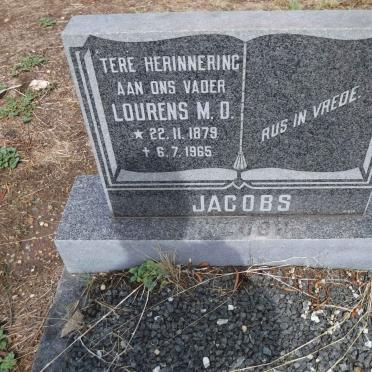 TERE HERINNERING
AAN ONS VADER
LOURENS M. D.
★ 22. 11. 1879
✝ 6. 7. 1965
RUS IN VREDE.
JACOBS